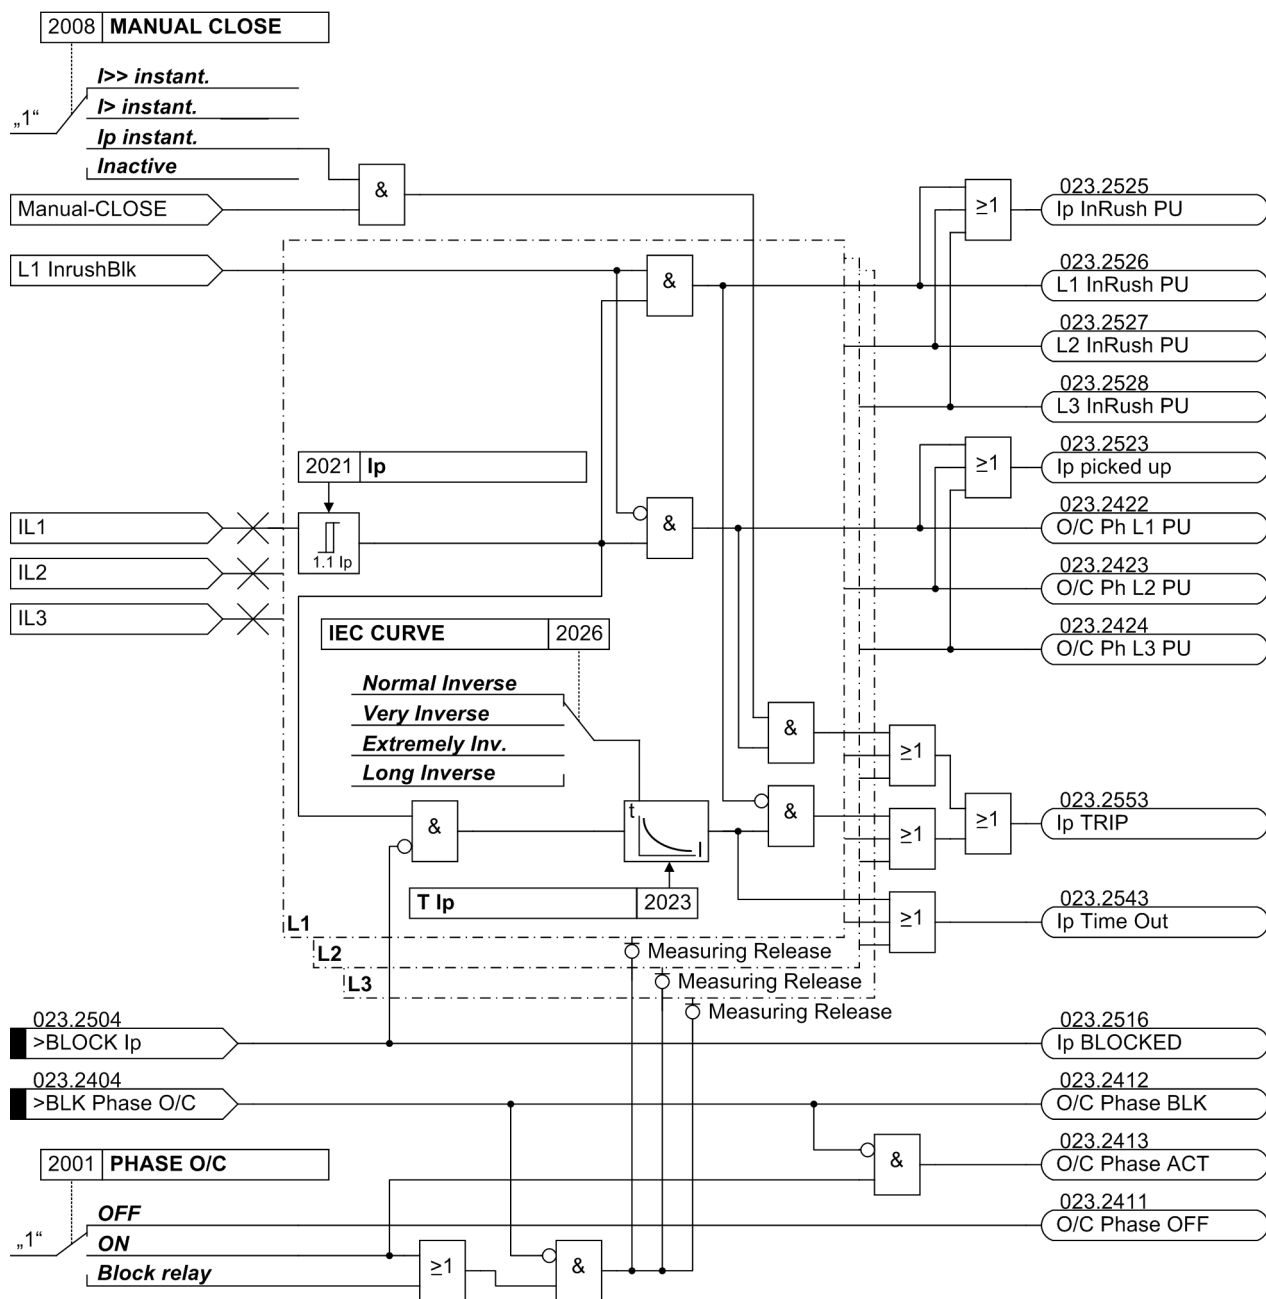 2008 MANUAL CLOSE
I>> instant.
I> instant.
Ip instant.
Inactive
„1“
&
Manual-CLOSE
L1 InrushBlk
&
≥1
023.2525
Ip InRush PU
023.2526
L1 InRush PU
023.2527
L2 InRush PU
023.2528
L3 InRush PU
2021 Ip
IL1
IL2
IL3
1.1 Ip
&
≥1
023.2523
Ip picked up
023.2422
O/C Ph L1 PU
023.2423
O/C Ph L2 PU
023.2424
O/C Ph L3 PU
IEC CURVE 2026
Normal Inverse
Very Inverse
Extremely Inv.
Long Inverse
&
≥1
&
t
I
&
≥1
≥1
023.2553
Ip TRIP
T Ip 2023
≥1
023.2543
Ip Time Out
L1
L2
L3
Measuring Release
Measuring Release
Measuring Release
023.2504
>BLOCK Ip
023.2516
Ip BLOCKED
023.2404
>BLK Phase O/C
023.2412
O/C Phase BLK
2001 PHASE O/C
&
023.2413
O/C Phase ACT
„1“
OFF
ON
Block relay
≥1
&
023.2411
O/C Phase OFF